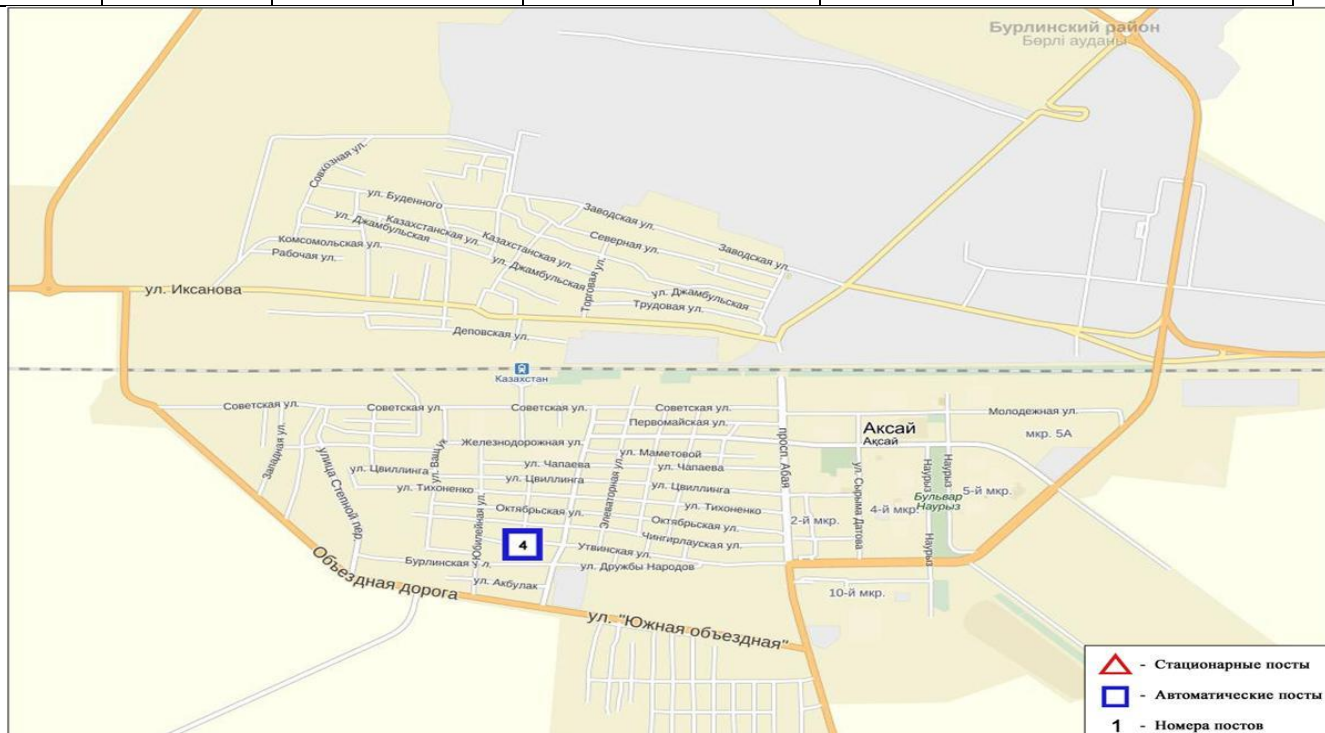 Бурлинский район
Бөрлі ауданы
Совхозная ул.
ул. Буденного
Заводская ул.
ул. Джамбульская
Казахстанская ул.
Казахстанская ул.
Северная ул.
Заводская ул.
Комсомольская ул.
Рабочая ул.
ул. Джамбульская
Торговая ул.
ул. Джамбульская
Трудовая ул.
ул. Иксанова
Деповская ул.
Казахстан
Советская ул.
Советская ул.
Советская ул.
Советская ул.
Молодежная ул.
Первомайская ул.
Аксай
Ақсай
мкр. 5А
Западная ул.
улица Степной пер.
Железнодорожная ул.
ул. Маметовой
просп. Абая
ул. Цвиллинга
ул. Чапаева
ул. Чапаева
ул. Тихоненко
ул. Цвиллинга
ул. Цвиллинга
Элеваторная ул.
ул. Сырыма Датова
Наурыз
Наурыз
5-й мкр.
Бульвар
Наурыз
4-й мкр.
2-й мкр.
Юбилейная ул.
Октябрьская ул.
ул. Тихоненко
Октябрьская ул.
Чингирлауская ул.
4
Утвинская ул.
Наурыз
Бурлинская
ул. Дружбы Народов
ул. Акбулак
10-й мкр.
Объездная дорога
ул. "Южная объездная"
- Стационарные посты
- Автоматические посты
1 - Номера постов